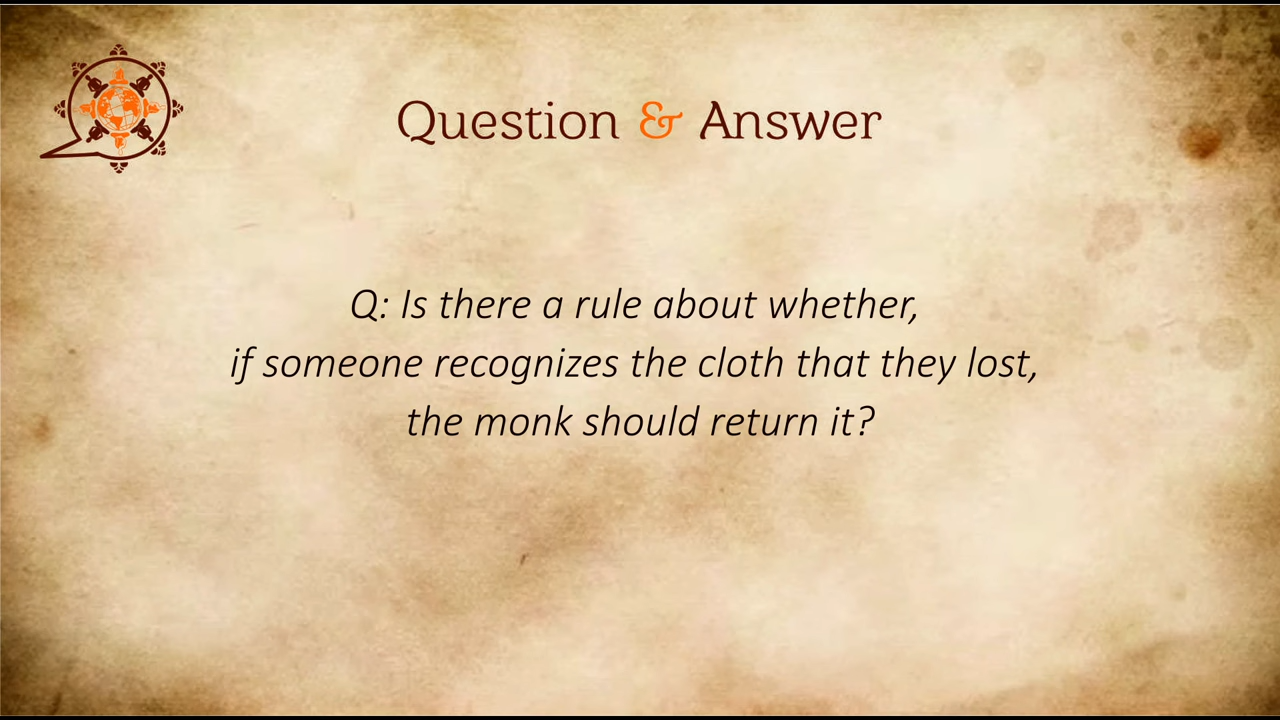 Question & Answer
Q: Is there a rule about whether,
if someone recognizes the cloth that they lost,
the monk should return it?